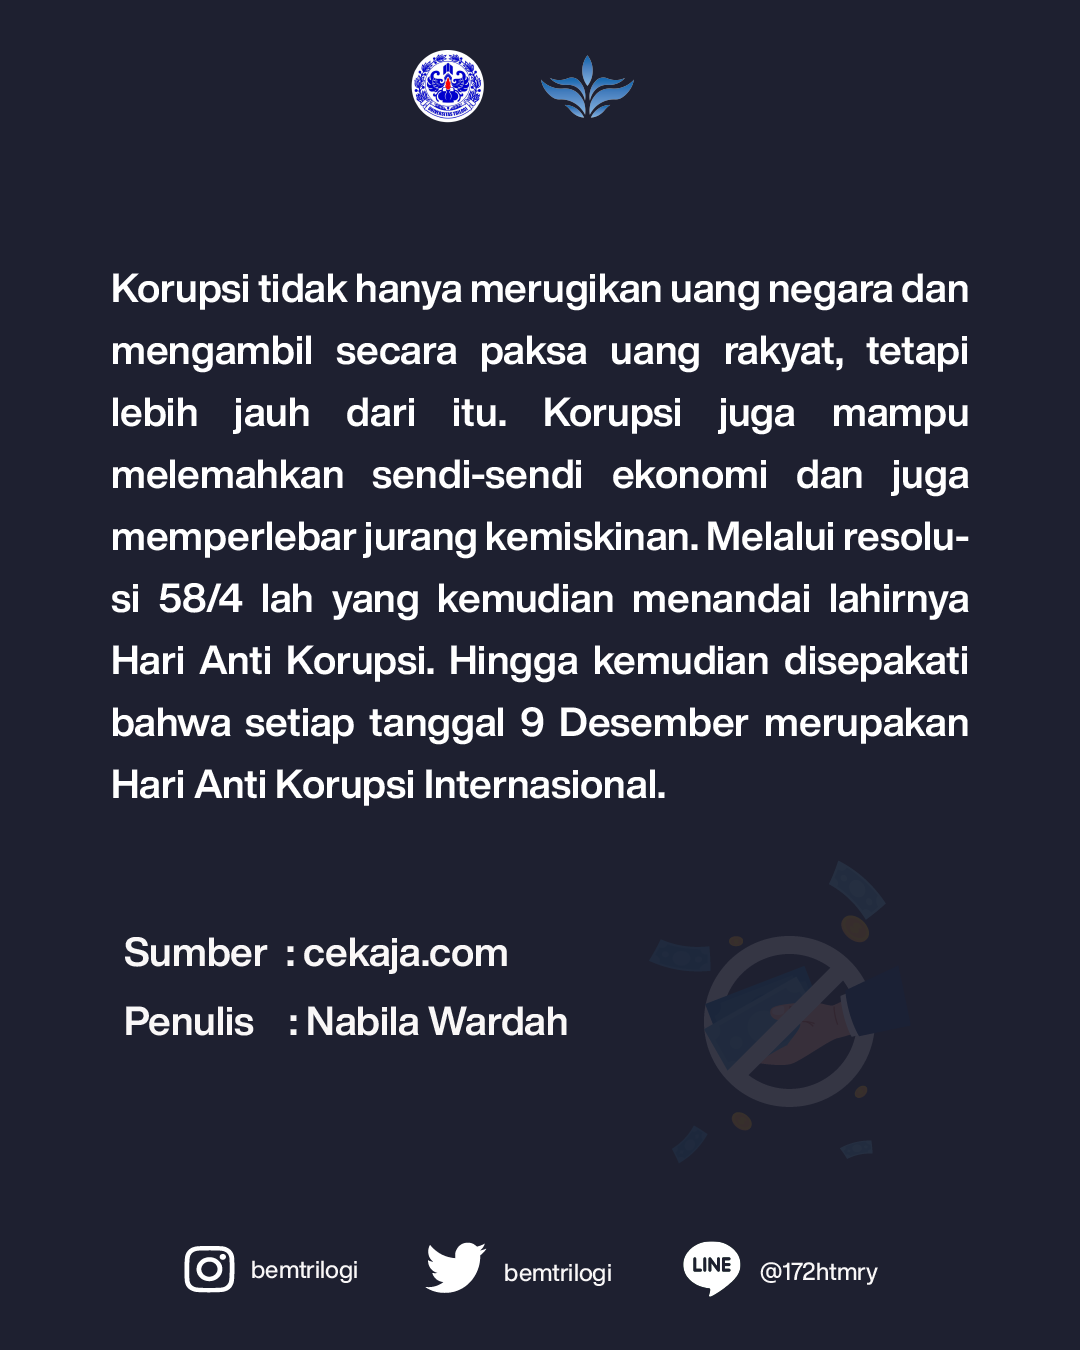 UNIVERSITAS TRILOGI
Korupsi tidak hanya merugikan uang negara dan
mengambil secara paksa uang rakyat, tetapi
lebih jauh dari itu. Korupsi juga mampu
melemahkan sendi-sendi ekonomi dan juga
memperlebar jurang kemiskinan. Melalui resolu-
si 58/4 lah yang kemudian menandai lahirnya
Hari Anti Korupsi. Hingga kemudian disepakati
bahwa setiap tanggal 9 Desember merupakan
Hari Anti Korupsi Internasional.
Sumber : cekaja.com
Penulis : Nabila Wardah
bemtrilogi
bemtrilogi
LINE
@172htmry